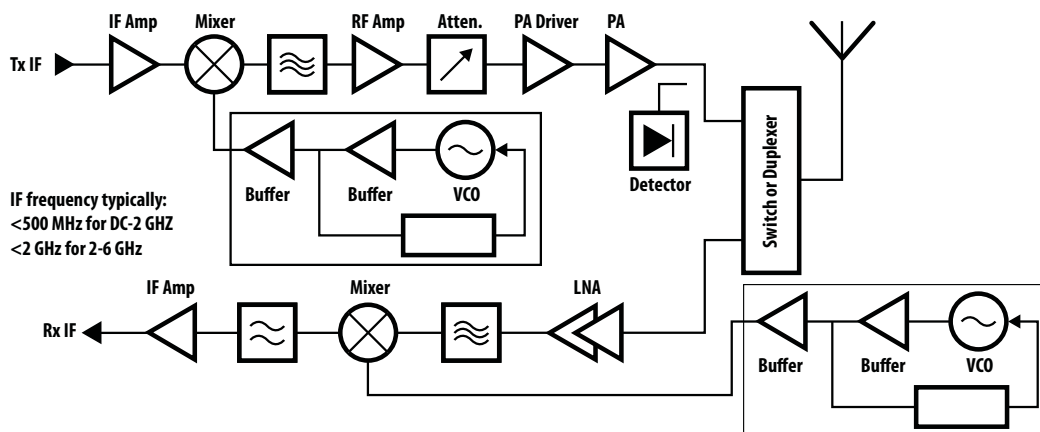 IF Amp
Mixer
RF Amp
Atten.
PA Driver
PA
Tx IF
Switch or Duplexer
Buffer
Buffer
VCO
Detector
IF frequency typically:
<500 MHz for DC-2 GHZ
<2 GHz for 2-6 GHz
IF Amp
Mixer
LNA
Rx IF
Buffer
Buffer
VCO